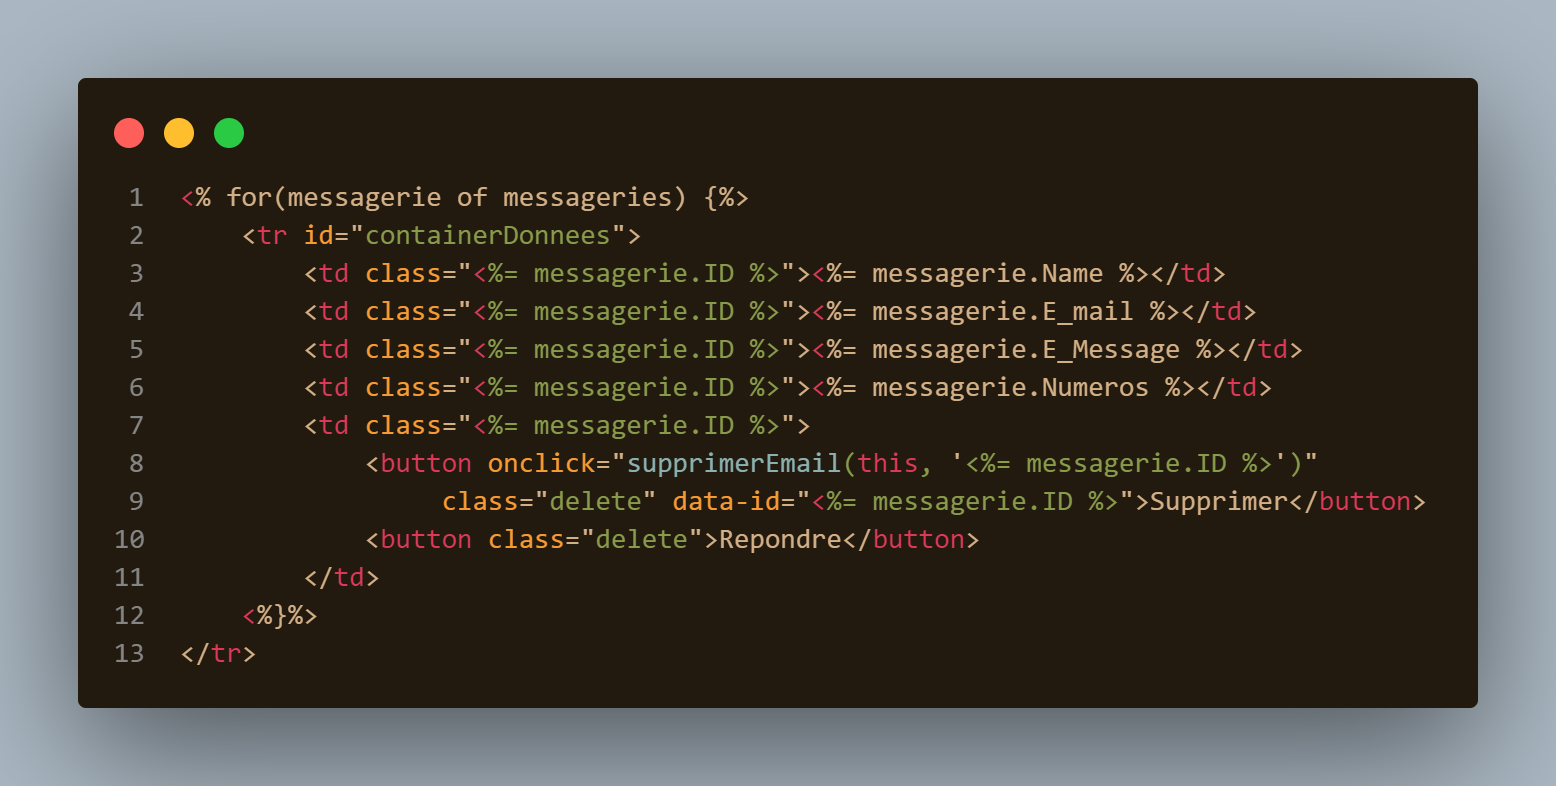 1 <% for(messagerie of messageries) {%>
2 <tr id="containerDonnees">
3 <td class="<%= messagerie.ID %>"><%= messagerie.Name %></td>
4 <td class="<%= messagerie.ID %>"><%= messagerie.E_mail %></td>
5 <td class="<%= messagerie.ID %>"><%= messagerie.E_Message %></td>
6 <td class="<%= messagerie.ID %>"><%= messagerie.Numeros %></td>
7 <td class="<%= messagerie.ID %>">
8 <button onclick="supprimerEmail(this, '<%= messagerie.ID %>')"
9 class="delete" data-id="<%= messagerie.ID %>">Supprimer</button>
10 <button class="delete">Repondre</button>
11 </td>
12 <%}%>
13 </tr>